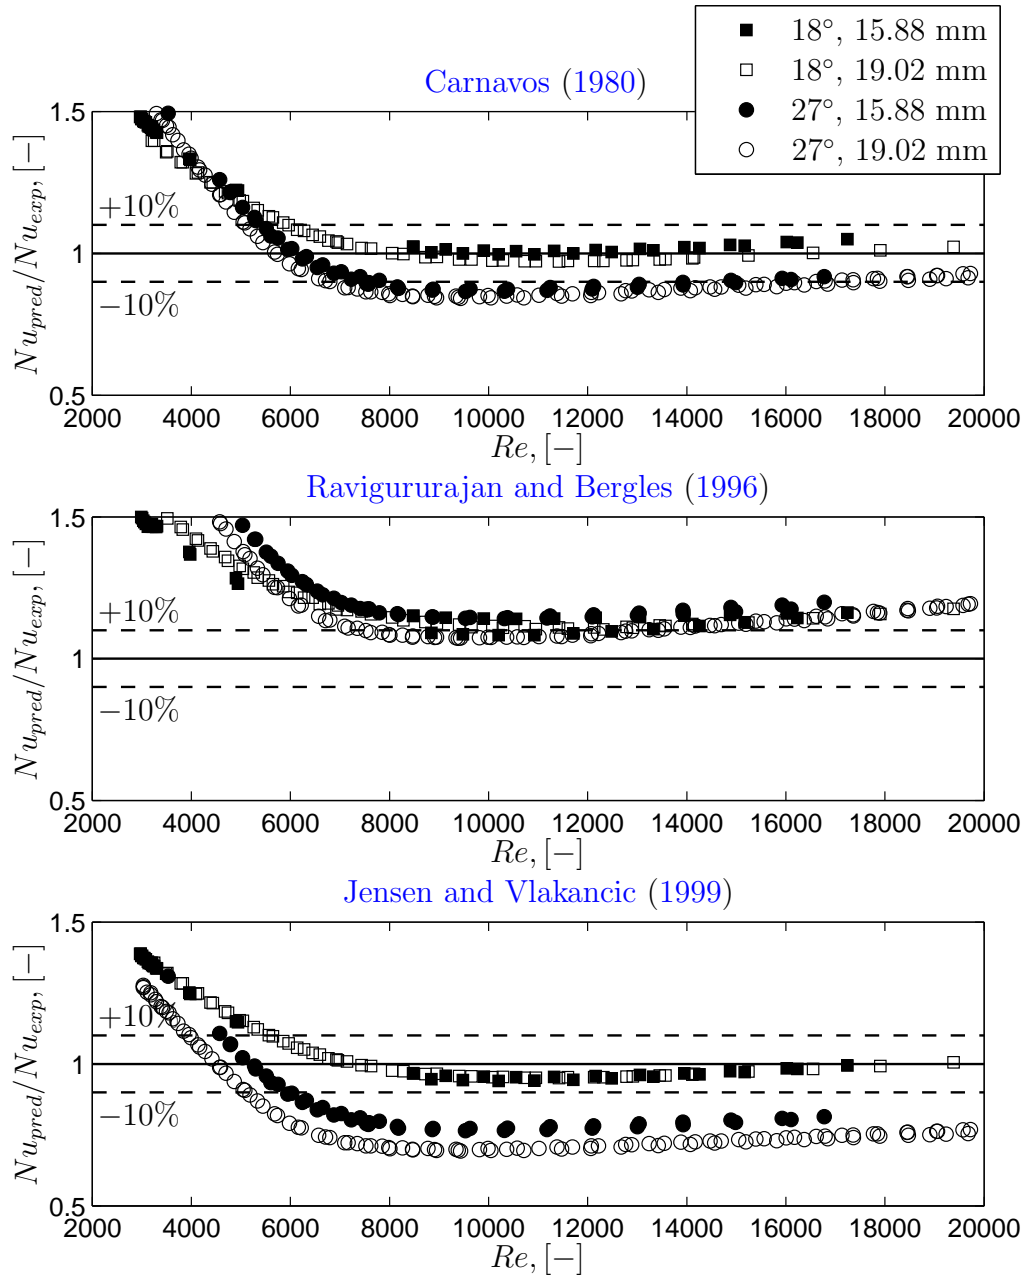 18°, 15.88 mm
18°, 19.02 mm
27°, 15.88 mm
27°, 19.02 mm
Carnavos (1980)
1.5
+10%
1
−10%
0.5
Nu_pred/Nu_exp, [−]
2000 4000 6000 8000 10000 12000 14000 16000 18000 20000
Re, [−]
Ravigururajan and Bergles (1996)
1.5
+10%
1
−10%
0.5
Nu_pred/Nu_exp, [−]
2000 4000 6000 8000 10000 12000 14000 16000 18000 20000
Re, [−]
Jensen and Vlakancic (1999)
1.5
+10%
1
−10%
0.5
Nu_pred/Nu_exp, [−]
2000 4000 6000 8000 10000 12000 14000 16000 18000 20000
Re, [−]